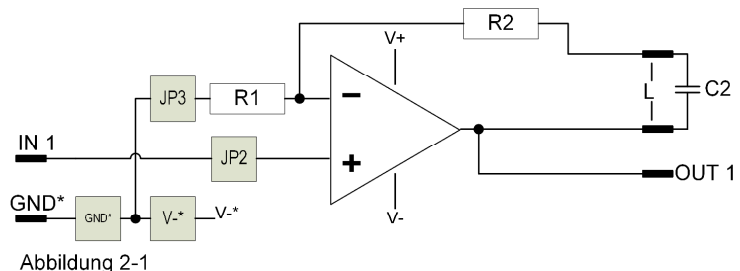 R2
V+
JP3
R1
L
C2
IN 1
JP2
OUT 1
GND*
GND*
V-*
V-*
V-
Abbildung 2-1